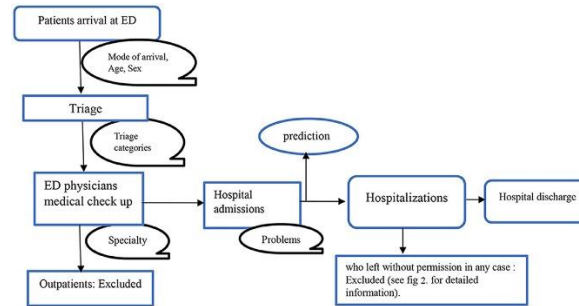 Patients arrival at ED
Mode of arrival,
Age, Sex
Triage
Triage
categories
prediction
ED physicians
medical check up
Hospital
admissions
Hospitalizations
Hospital discharge
Specialty
Problems
Outpatients: Excluded
who left without permission in any case :
Excluded (see fig 2. for detailed
information).